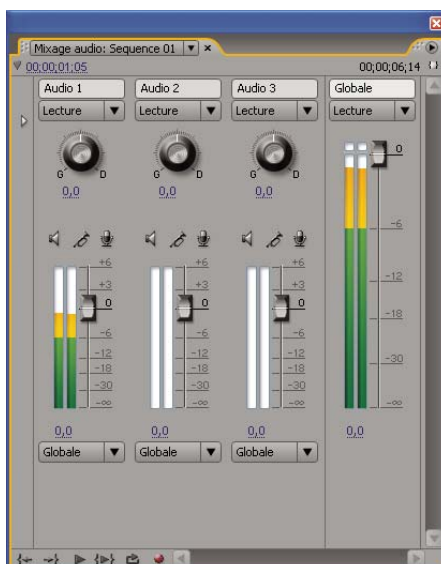 Mixage audio: Sequence 01
00;00;01;05 00;00;06;14
Audio 1 Audio 2 Audio 3 Globale
Lecture Lecture Lecture Lecture
G D G D G D
0,0 0,0 0,0
+6 +6 +6 0
+3 +3 +3
0 0 0 -6
-6 -6 -6
-12 -12 -12 -12
-18 -18 -18 -18
-30 -30 -30 -30
-∞ -∞ -∞ -∞
0,0 0,0 0,0 0,0
Globale Globale Globale